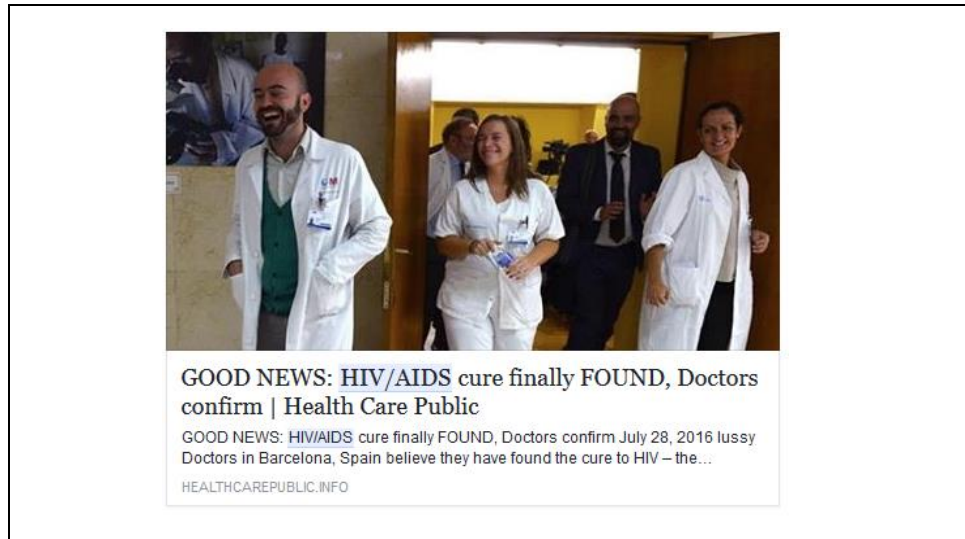 GOOD NEWS: HIV/AIDS cure finally FOUND, Doctors
confirm | Health Care Public
GOOD NEWS: HIV/AIDS cure finally FOUND, Doctors confirm July 28, 2016 lussy
Doctors in Barcelona, Spain believe they have found the cure to HIV – the…
HEALTHCAREPUBLIC.INFO